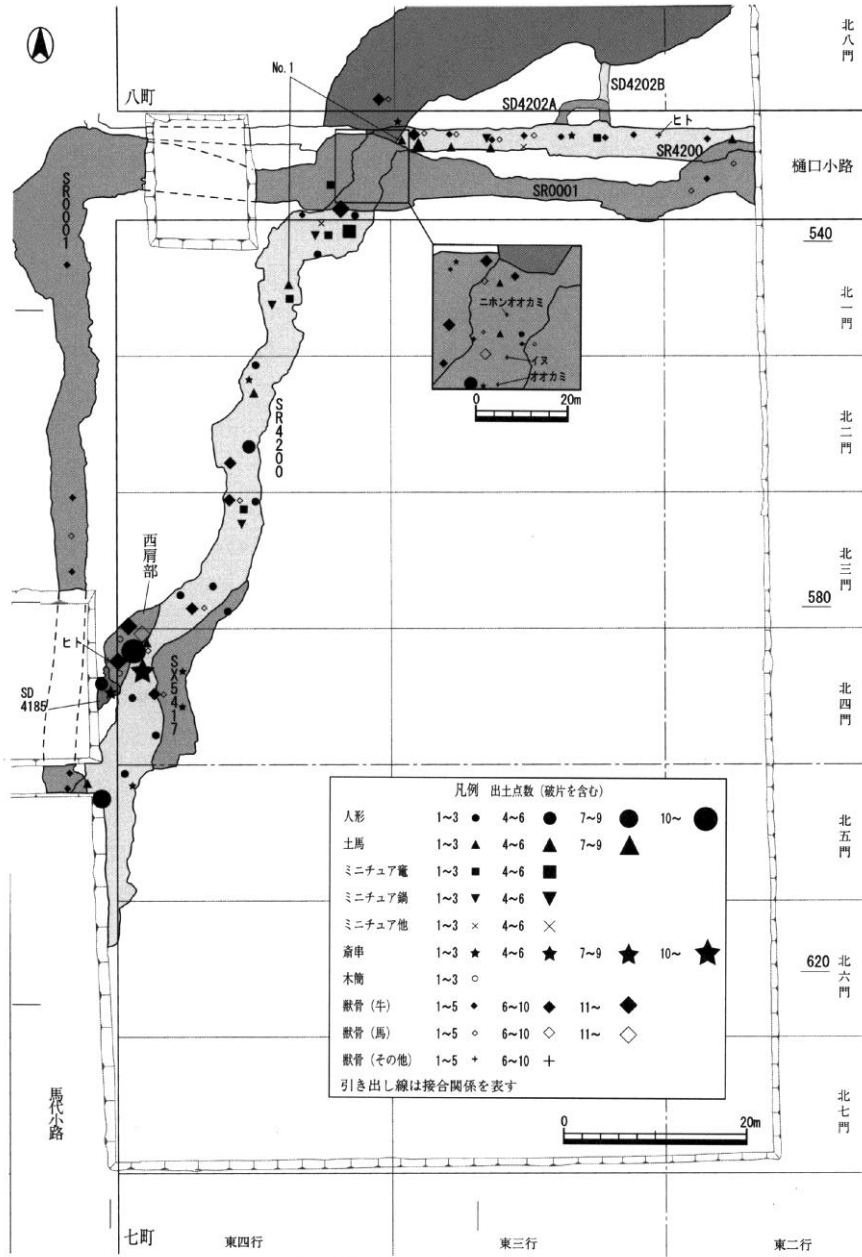 北八門
No.1
八町
SD4202B
SD4202A
ヒト
SR4200
樋口小路
SR0001
SR0001
540
北一門
ニホンオオカミ
イヌ
オオカミ
0 20m
北二門
SR4200
北三門
西肩部
580
ヒト
SX5417
SD
4185
北四門
凡例 出土点数(破片を含む)
人形 1~3 ● 4~6 ● 7~9 ● 10~ ●
土馬 1~3 ▲ 4~6 ▲ 7~9 ▲
ミニチュア竈 1~3 ■ 4~6 ■
ミニチュア鍋 1~3 ▼ 4~6 ▼
ミニチュア他 1~3 × 4~6 ×
斎串 1~3 ★ 4~6 ★ 7~9 ★ 10~ ★
木簡 1~3 ○
獣骨(牛) 1~5 ◆ 6~10 ◆ 11~ ◆
獣骨(馬) 1~5 ◇ 6~10 ◇ 11~ ◇
獣骨(その他) 1~5 + 6~10 +
引き出し線は接合関係を表す
北五門
620
北六門
0 20m
北七門
馬代小路
七町
東四行
東三行
東二行